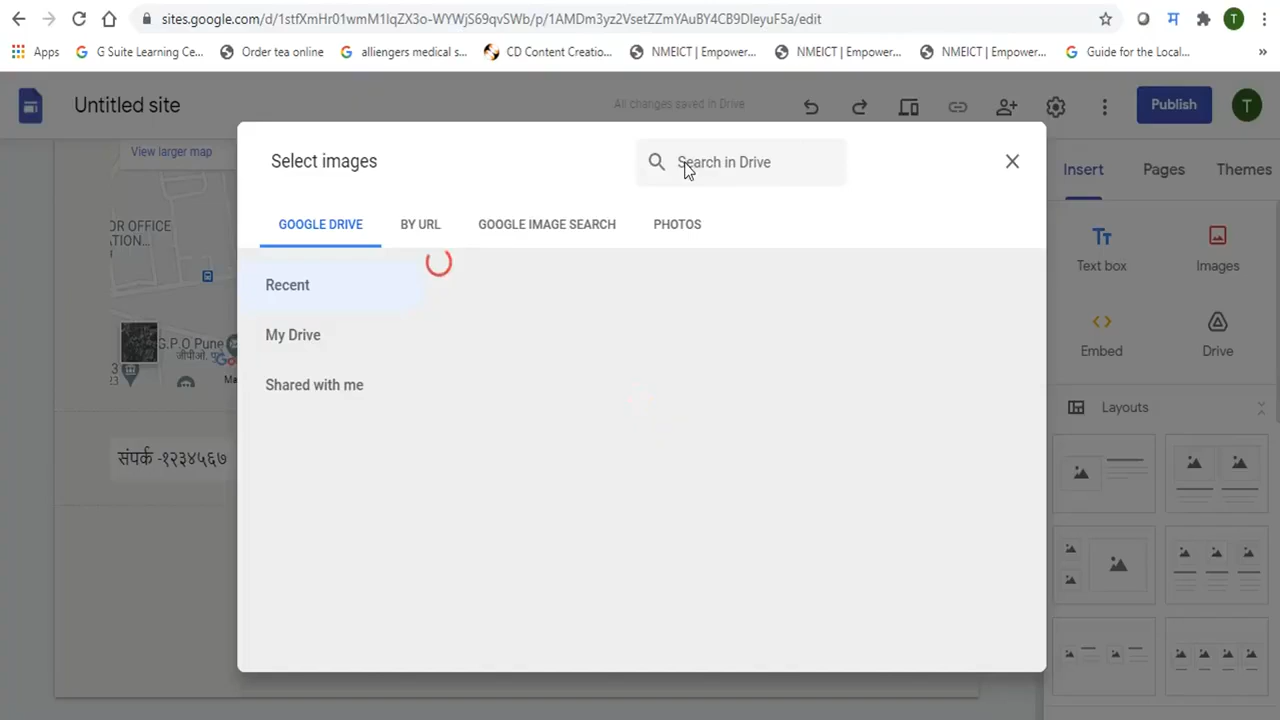 sites.google.com/d/1stfXmHr01wmM1lqZX3o-WYWjS69qvSWb/p/1AMDm3yz2VsetZZmYAuBY4CB9DleyuF5a/edit
T
Apps G Suite Learning Ce... Order tea online alliengers medical s... CD Content Creatio... NMEICT | Empower... NMEICT | Empower... NMEICT | Empower... Guide for the Local... »
Untitled site All changes saved in Drive Publish T
View larger map
Select images Search in Drive
Insert Pages Themes
GOOGLE DRIVE BY URL GOOGLE IMAGE SEARCH PHOTOS
OR OFFICE
TION...
Text box Images
Recent
My Drive
G.P.O Pune
Embed Drive
Shared with me
Layouts
संपर्क -१२३४५६७